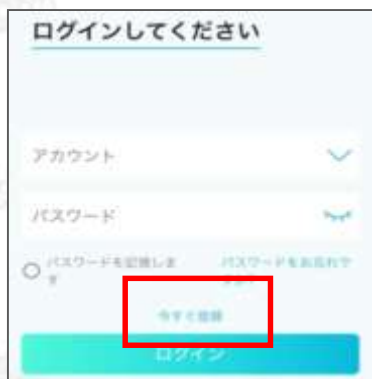 ログインしてください
アカウント
パスワード
パスワードを記憶しま
す
パスワードをお忘れで
今すぐ登録
ログイン